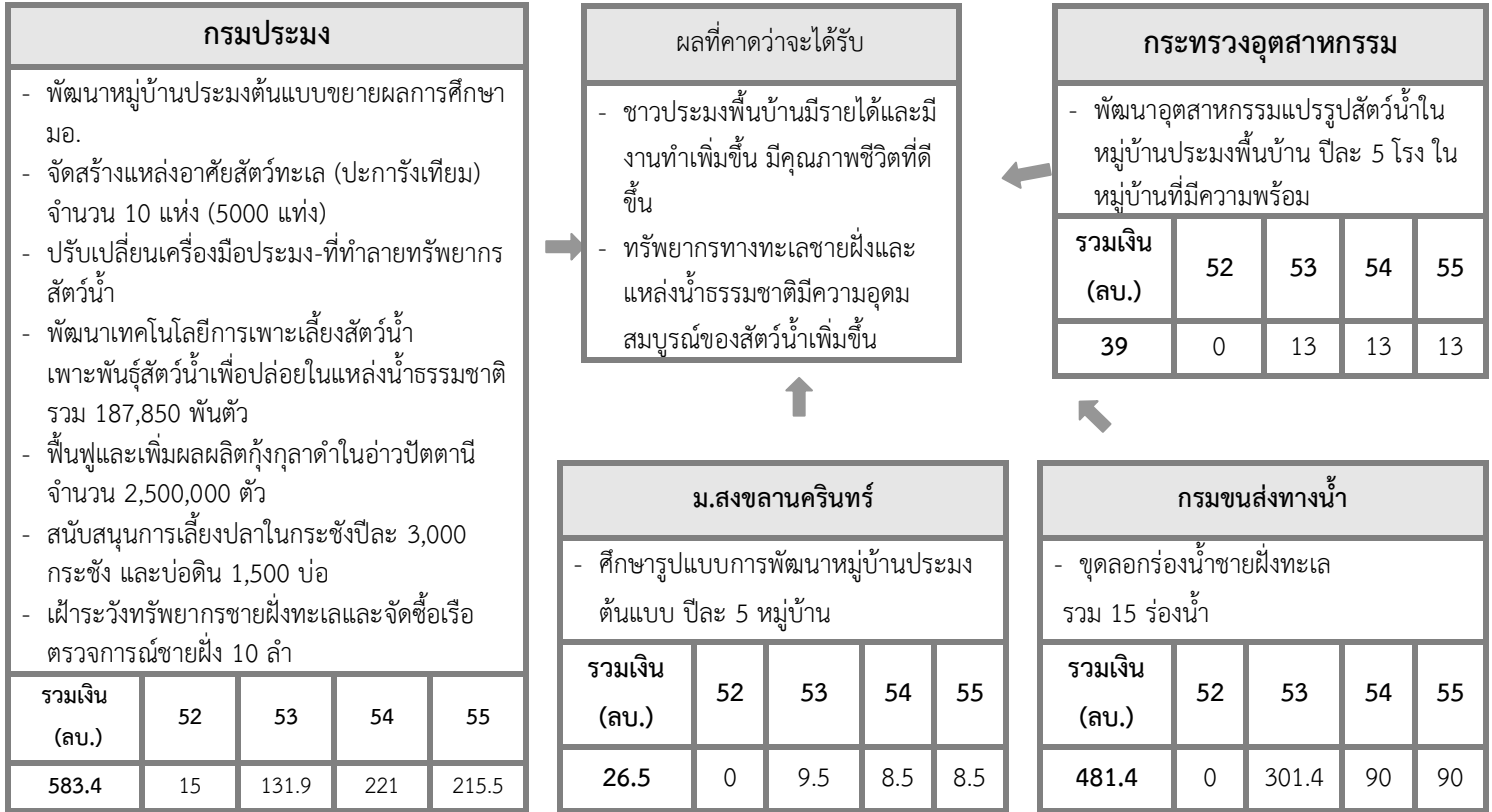 กรมประมง
- พัฒนาหมู่บ้านประมงต้นแบบขยายผลการศึกษา
มอ.
- จัดสร้างแหล่งอาศัยสัตว์ทะเล (ปะการังเทียม)
จำนวน 10 แห่ง (5000 แท่ง)
- ปรับเปลี่ยนเครื่องมือประมง-ที่ทำลายทรัพยากร
สัตว์น้ำ
- พัฒนาเทคโนโลยีการเพาะเลี้ยงสัตว์น้ำ
เพาะพันธุ์สัตว์น้ำเพื่อปล่อยในแหล่งน้ำธรรมชาติ
รวม 187,850 พันตัว
- ฟื้นฟูและเพิ่มผลผลิตกุ้งกุลาดำในอ่าวปัตตานี
จำนวน 2,500,000 ตัว
- สนับสนุนการเลี้ยงปลาในกระชังปีละ 3,000
กระชัง และบ่อดิน 1,500 บ่อ
- เฝ้าระวังทรัพยากรชายฝั่งทะเลและจัดซื้อเรือ
ตรวจการณ์ชายฝั่ง 10 ลำ
รวมเงิน
(ลบ.) 52 53 54 55
583.4 15 131.9 221 215.5
ผลที่คาดว่าจะได้รับ
- ชาวประมงพื้นบ้านมีรายได้และมี
งานทำเพิ่มขึ้น มีคุณภาพชีวิตที่ดี
ขึ้น
- ทรัพยากรทางทะเลชายฝั่งและ
แหล่งน้ำธรรมชาติมีความอุดม
สมบูรณ์ของสัตว์น้ำเพิ่มขึ้น
กระทรวงอุตสาหกรรม
- พัฒนาอุตสาหกรรมแปรรูปสัตว์น้ำใน
หมู่บ้านประมงพื้นบ้าน ปีละ 5 โรง ใน
หมู่บ้านที่มีความพร้อม
รวมเงิน
(ลบ.) 52 53 54 55
39 0 13 13 13
ม.สงขลานครินทร์
- ศึกษารูปแบบการพัฒนาหมู่บ้านประมง
ต้นแบบ ปีละ 5 หมู่บ้าน
รวมเงิน
(ลบ.) 52 53 54 55
26.5 0 9.5 8.5 8.5
กรมขนส่งทางน้ำ
- ขุดลอกร่องน้ำชายฝั่งทะเล
รวม 15 ร่องน้ำ
รวมเงิน
(ลบ.) 52 53 54 55
481.4 0 301.4 90 90